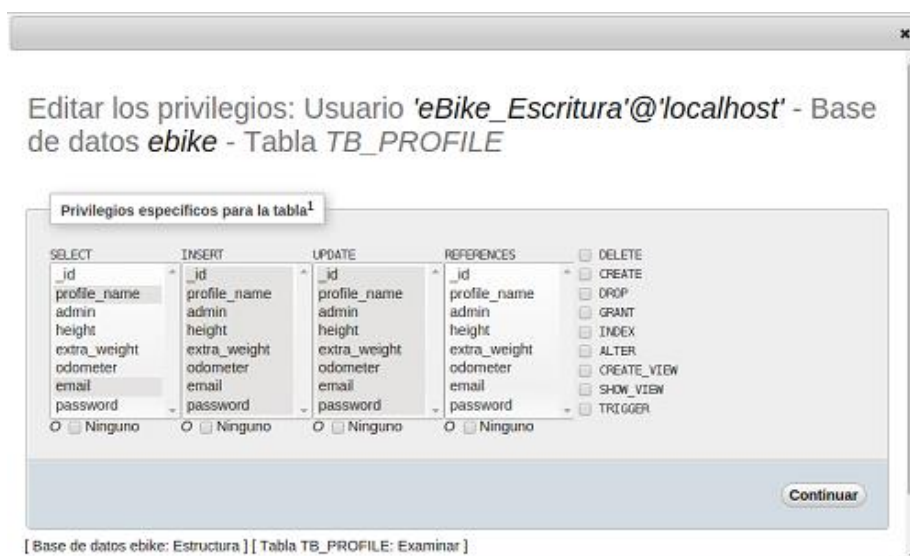 Editar los privilegios: Usuario 'eBike_Escritura'@'localhost' - Base
de datos ebike - Tabla TB_PROFILE
Privilegios específicos para la tabla1
SELECT
_id
profile_name
admin
height
extra_weight
odometer
email
password
O Ninguno
INSERT
_id
profile_name
admin
height
extra_weight
odometer
email
password
O Ninguno
UPDATE
_id
profile_name
admin
height
extra_weight
odometer
email
password
O Ninguno
REFERENCES
_id
profile_name
admin
height
extra_weight
odometer
email
password
O Ninguno
DELETE
CREATE
DROP
GRANT
INDEX
ALTER
CREATE_VIEW
SHOW_VIEW
TRIGGER
Continuar
[ Base de datos ebike: Estructura ] [ Tabla TB_PROFILE: Examinar ]